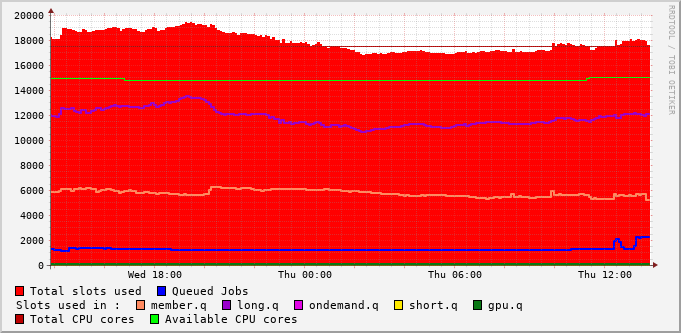 20000
18000
16000
14000
12000
10000
8000
6000
4000
2000
0
Wed 18:00 Thu 00:00 Thu 06:00 Thu 12:00
RRDTOOL / TOBI OETIKER
Total slots used Queued Jobs
Slots used in : member.q long.q ondemand.q short.q gpu.q
Total CPU cores Available CPU cores